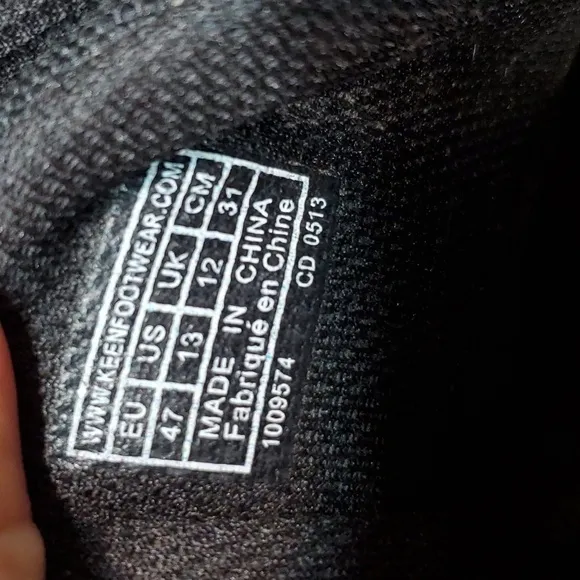 WWW.KEENFOOTWEAR.COM
EU US UK CM
47 13 12 31
MADE IN CHINA
Fabriqué en Chine
1009574 CD 0513